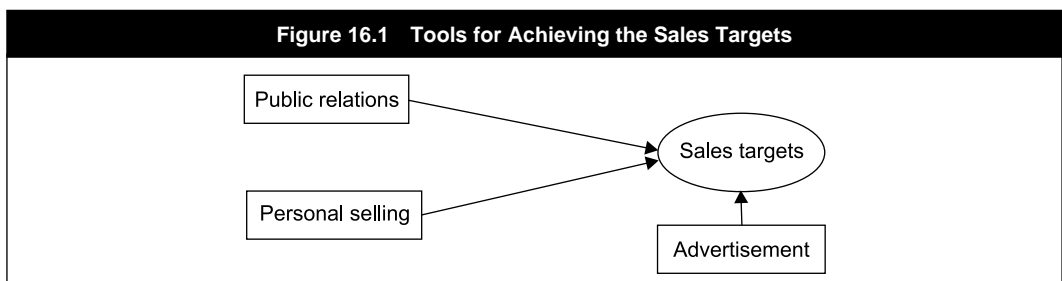 Figure 16.1 Tools for Achieving the Sales Targets
Public relations
Sales targets
Personal selling
Advertisement